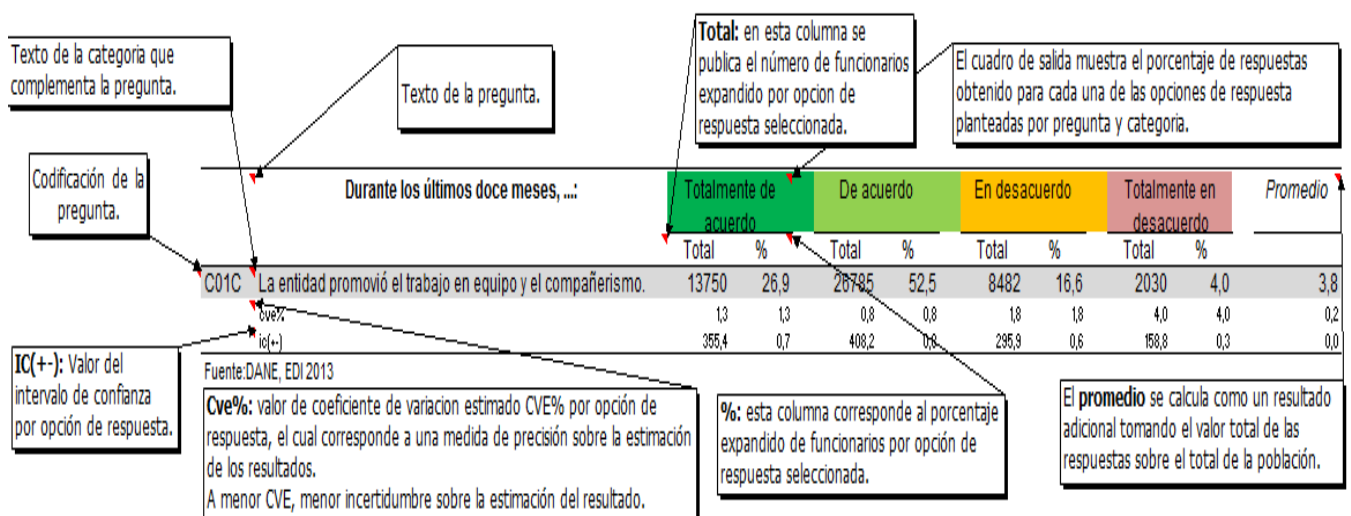 Texto de la categoria que
complementa la pregunta.
Texto de la pregunta.
Total: en esta columna se
publica el número de funcionarios
expandido por opcion de
respuesta seleccionada.
El cuadro de salida muestra el porcentaje de respuestas
obtenido para cada una de las opciones de respuesta
planteadas por pregunta y categoria.
Codificación de la
pregunta.
Durante los últimos doce meses, ...:
Totalmente de
acuerdo
De acuerdo
En desacuerdo
Totalmente en
desacuerdo
Promedio
Total % Total % Total % Total %
C01C La entidad promovió el trabajo en equipo y el compañerismo. 13750 26,9 26785 52,5 8482 16,6 2030 4,0 3,8
cve% 1,3 1,3 0,8 0,8 1,8 1,8 4,0 4,0 0,2
ic(+-) 355,4 0,7 408,2 0,8 295,9 0,6 158,8 0,3 0,0
Fuente:DANE, EDI 2013
IC(+-): Valor del
intervalo de confianza
por opción de respuesta.
Cve%: valor de coeficiente de variacion estimado CVE% por opción de
respuesta, el cual corresponde a una medida de precisión sobre la estimación
de los resultados.
A menor CVE, menor incertidumbre sobre la estimación del resultado.
%: esta columna corresponde al porcentaje
expandido de funcionarios por opción de
respuesta seleccionada.
El promedio se calcula como un resultado
adicional tomando el valor total de las
respuestas sobre el total de la población.